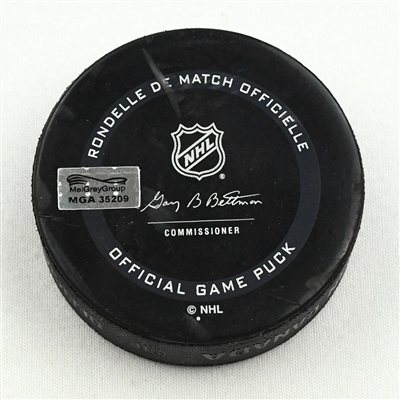 RONDELLE DE MATCH OFFICIELLE
NHL
®
MeiGrayGroup
MGA 35209
Gary B Bettman
COMMISSIONER
OFFICIAL GAME PUCK
© NHL